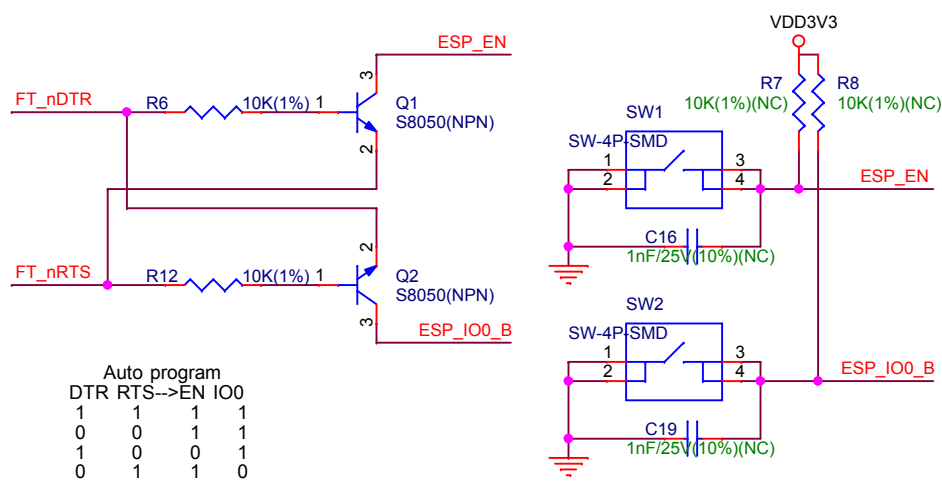 ESP_EN
FT_nDTR
R6
10K(1%)
1
3
2
Q1
S8050(NPN)
FT_nRTS
R12
10K(1%)
1
2
3
Q2
S8050(NPN)
ESP_IO0_B
Auto program
DTR RTS-->EN IO0
1 1 1 1
0 0 1 1
1 0 0 1
0 1 1 0
VDD3V3
R7
10K(1%)(NC)
R8
10K(1%)(NC)
SW1
SW-4P-SMD
1
2
3
4
ESP_EN
C16
1nF/25V(10%)(NC)
SW2
SW-4P-SMD
1
2
3
4
ESP_IO0_B
C19
1nF/25V(10%)(NC)